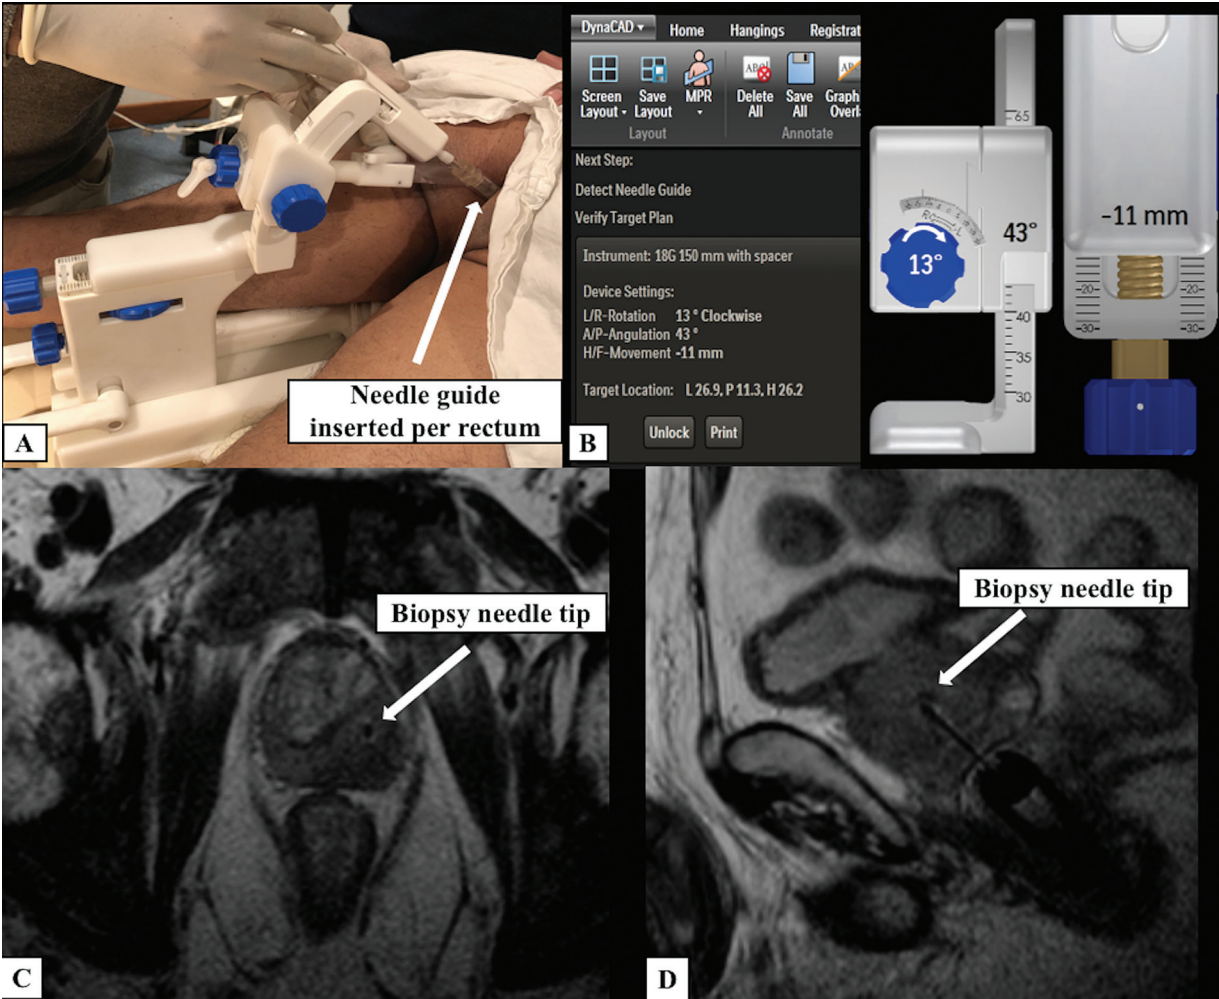 Needle guide
inserted per rectum
A
DynaCAD
Home
Hangings
Registrat
Screen
Layout
Save
Layout
MPR
Layout
Delete
All
Save
All
Graph
Overl
Annotate
Next Step:
Detect Needle Guide
Verify Target Plan
Instrument: 18G 150 mm with spacer
Device Settings:
L/R-Rotation 13 ° Clockwise
A/P-Angulation 43 °
H/F-Movement -11 mm
Target Location: L 26.9, P 11.3, H 26.2
Unlock
Print
B
65
13°
43°
40
35
30
-11 mm
-20-
-20-
-30-
-30-
Biopsy needle tip
C
Biopsy needle tip
D